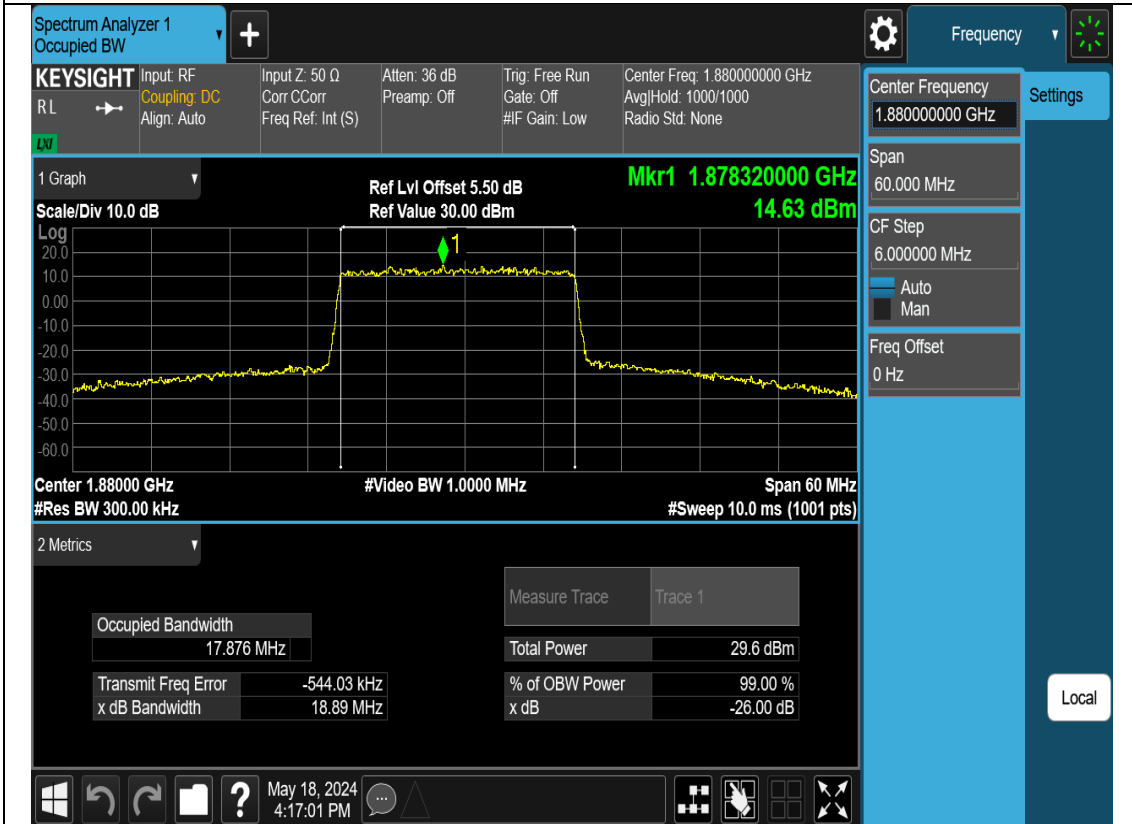 Spectrum Analyzer 1
Occupied BW
+
Frequency
KEYSIGHT
RL
LXI
Input: RF
Coupling: DC
Align: Auto
Input Z: 50 Ω
Corr CCorr
Freq Ref: Int (S)
Atten: 36 dB
Preamp: Off
Trig: Free Run
Gate: Off
#IF Gain: Low
Center Freq: 1.880000000 GHz
Avg|Hold: 1000/1000
Radio Std: None
Center Frequency
1.880000000 GHz
Settings
Span
60.000 MHz
CF Step
6.000000 MHz
Auto
Man
Freq Offset
0 Hz
Local
1 Graph
Scale/Div 10.0 dB
Ref Lvl Offset 5.50 dB
Ref Value 30.00 dBm
Mkr1 1.878320000 GHz
14.63 dBm
Log
1
20.0
10.0
0.00
-10.0
-20.0
-30.0
-40.0
-50.0
-60.0
Center 1.88000 GHz
#Video BW 1.0000 MHz
Span 60 MHz
#Res BW 300.00 kHz
#Sweep 10.0 ms (1001 pts)
2 Metrics
Measure Trace
Trace 1
Occupied Bandwidth
17.876 MHz
Total Power 29.6 dBm
Transmit Freq Error -544.03 kHz
% of OBW Power 99.00 %
x dB Bandwidth 18.89 MHz
x dB -26.00 dB
?
May 18, 2024
4:17:01 PM